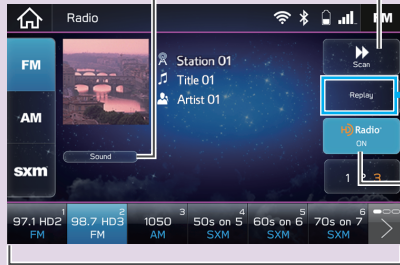 Radio
FM
FM
Scan
Station 01
Title 01
Artist 01
Replay
AM
HD Radio
ON
Sound
sxm
1 2 3
1
97.1 HD2
FM
2
98.7 HD3
FM
3
1050
AM
4
50s on 5
SXM
5
60s on 6
SXM
6
70s on 7
SXM